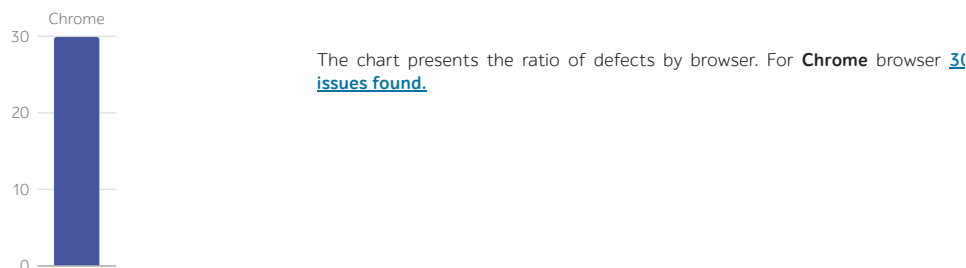 Chrome
30
20
10
0
The chart presents the ratio of defects by browser. For Chrome browser 30
issues found.